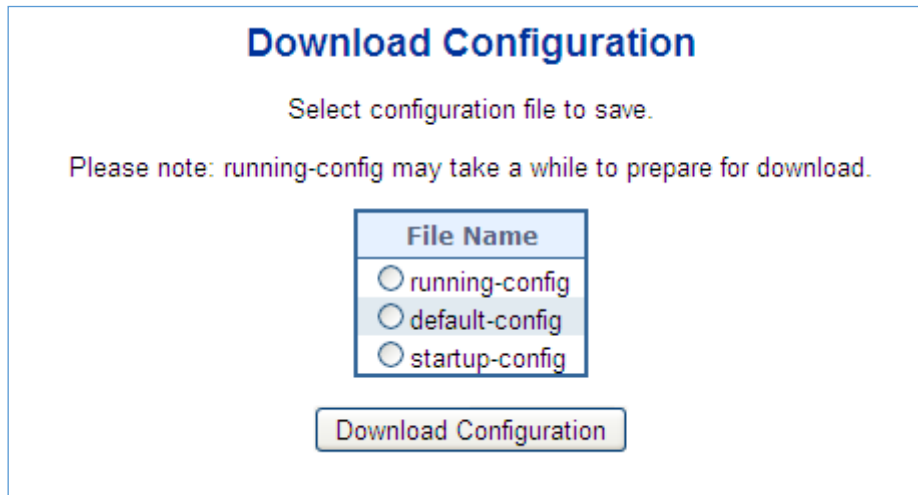 Download Configuration
Select configuration file to save.
Please note: running-config may take a while to prepare for download.
File Name
running-config
default-config
startup-config
Download Configuration